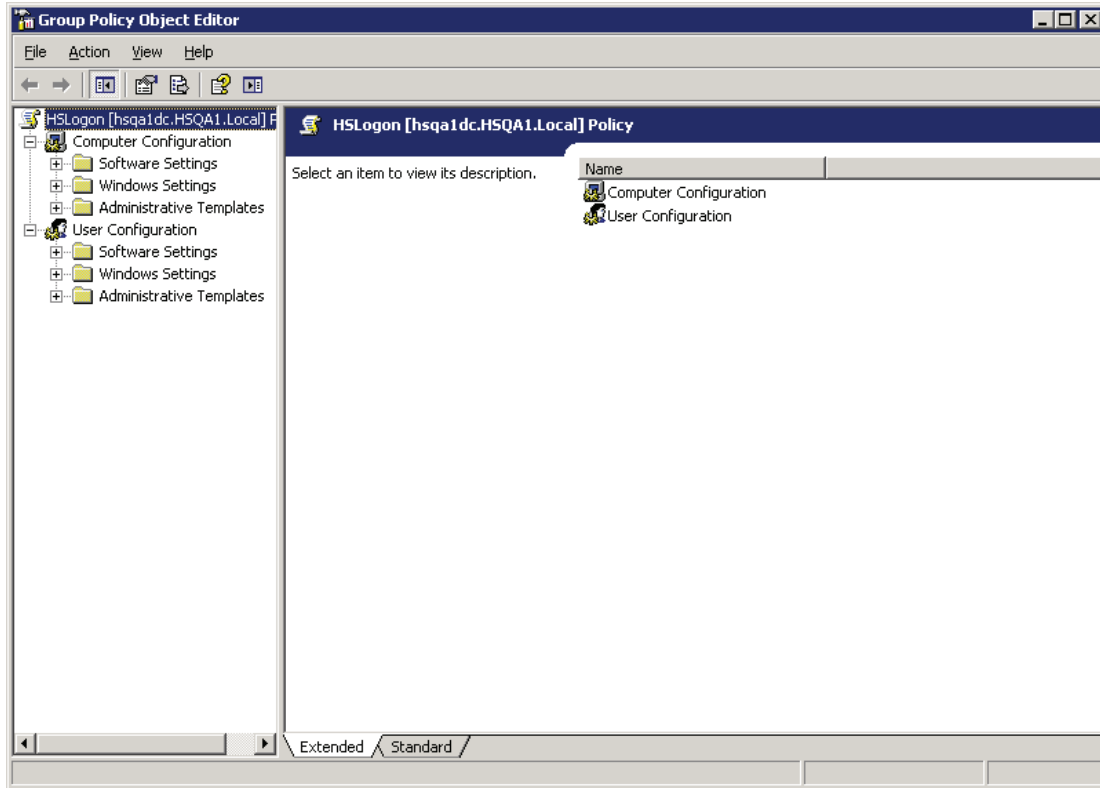 Group Policy Object Editor
File Action View Help
HSLogon [hsqa1dc.HSQA1.Local] P
Computer Configuration
Software Settings
Windows Settings
Administrative Templates
User Configuration
Software Settings
Windows Settings
Administrative Templates
HSLogon [hsqa1dc.HSQA1.Local] Policy
Select an item to view its description.
Name
Computer Configuration
User Configuration
Extended Standard